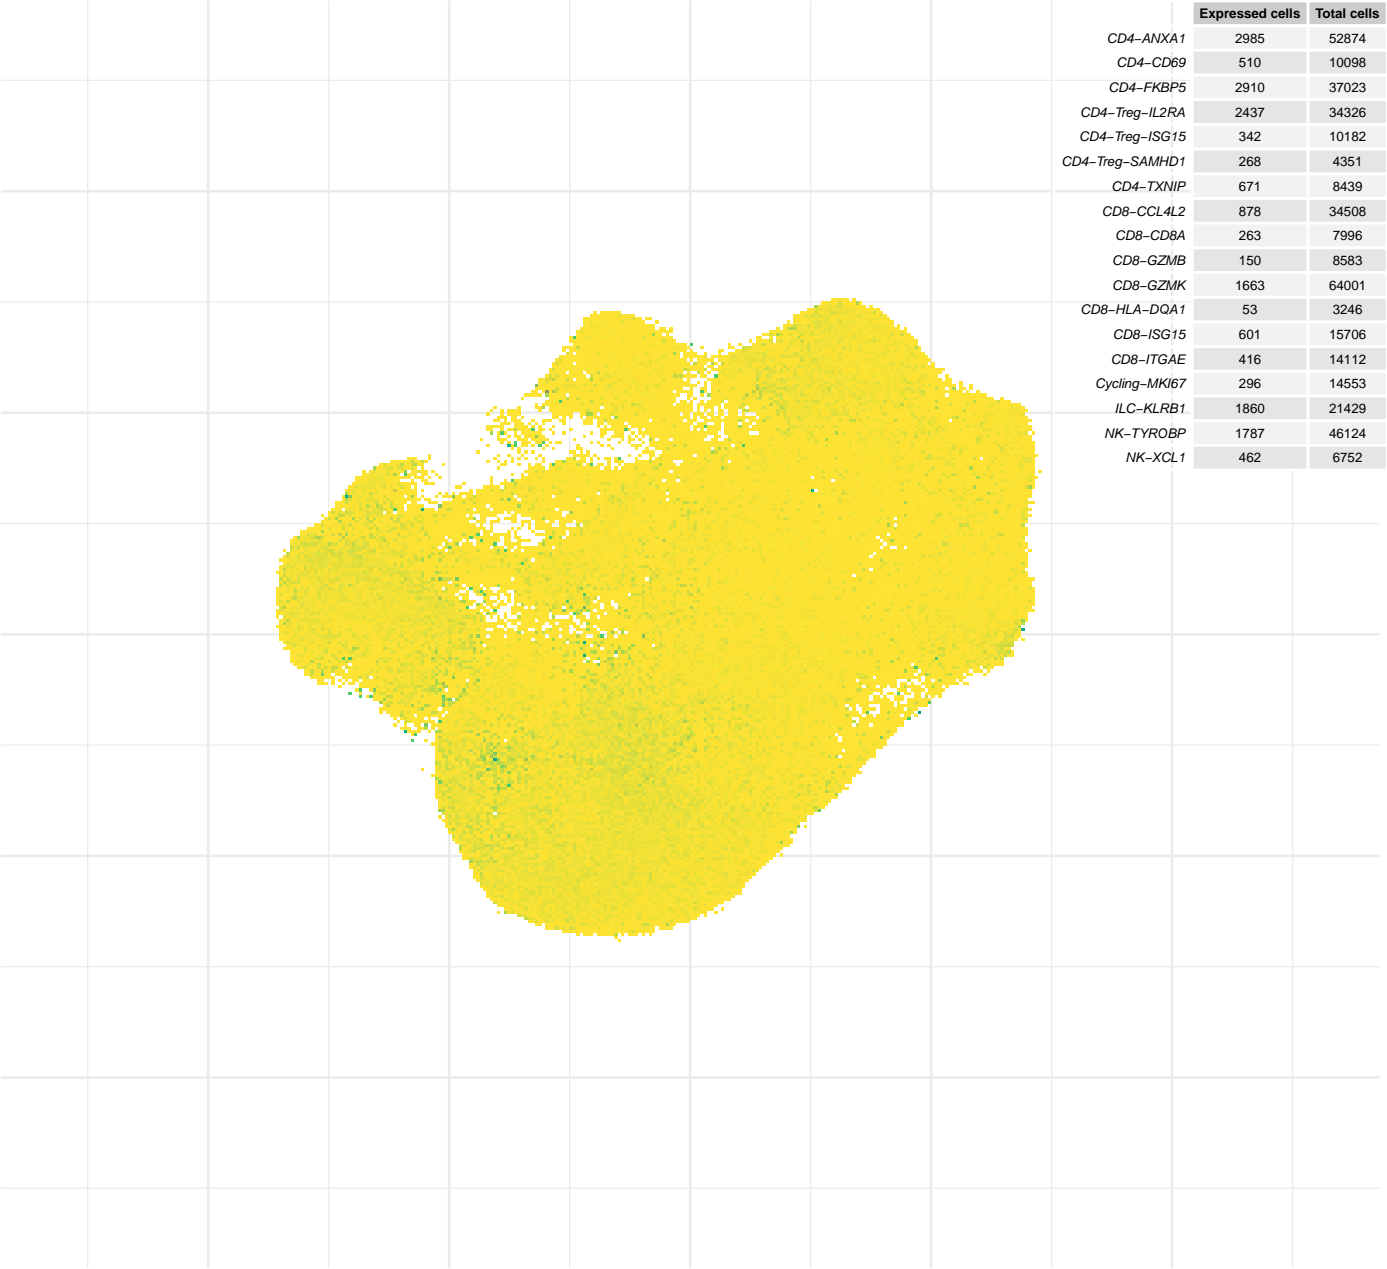 Expressed cells Total cells
CD4−ANXA1 2985 52874
CD4−CD69 510 10098
CD4−FKBP5 2910 37023
CD4−Treg−IL2RA 2437 34326
CD4−Treg−ISG15 342 10182
CD4−Treg−SAMHD1 268 4351
CD4−TXNIP 671 8439
CD8−CCL4L2 878 34508
CD8−CD8A 263 7996
CD8−GZMB 150 8583
CD8−GZMK 1663 64001
CD8−HLA−DQA1 53 3246
CD8−ISG15 601 15706
CD8−ITGAE 416 14112
Cycling−MKI67 296 14553
ILC−KLRB1 1860 21429
NK−TYROBP 1787 46124
NK−XCL1 462 6752